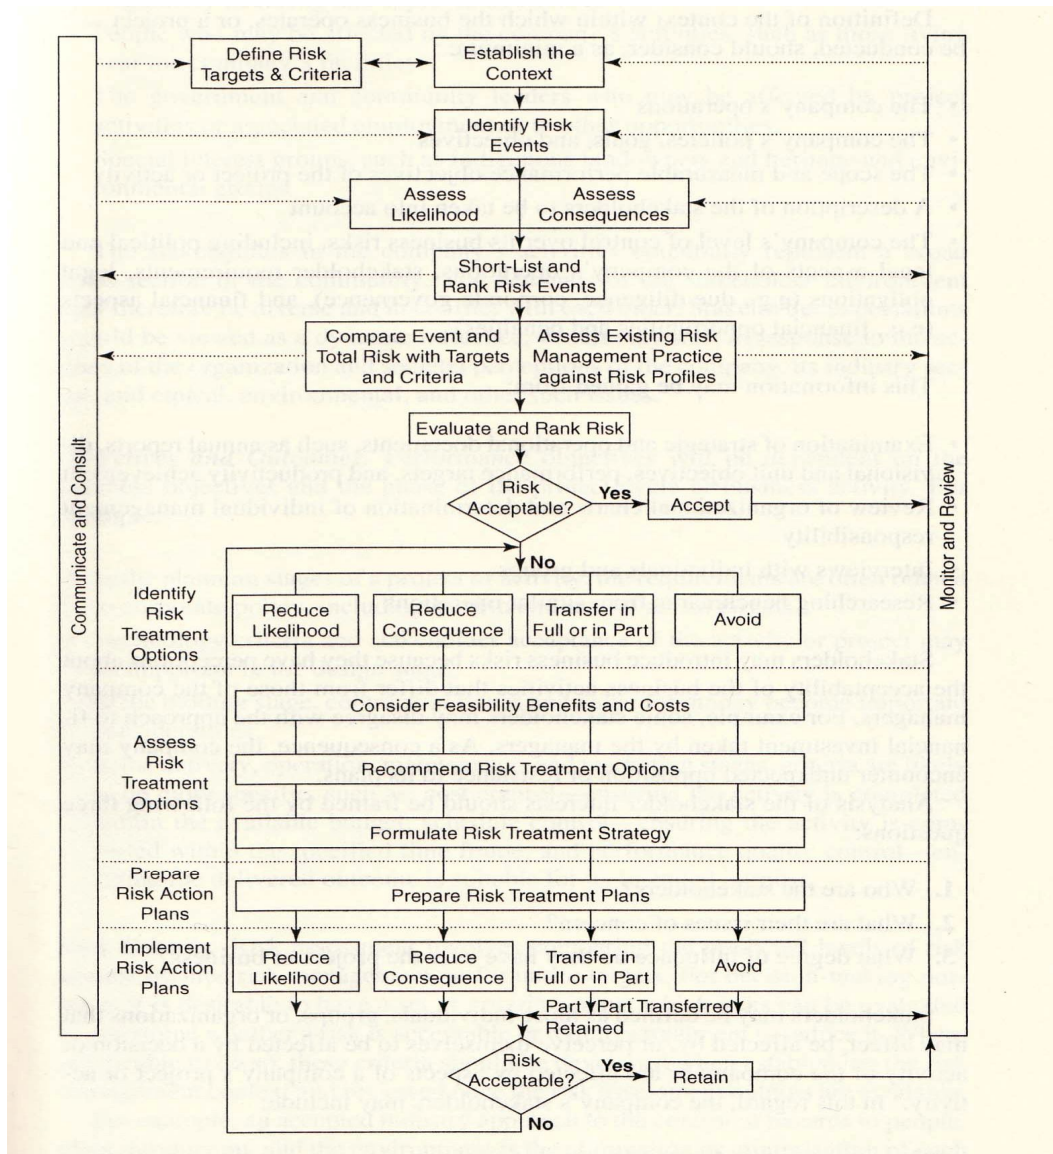 Define Risk
Targets & Criteria
Establish the
Context
Identify Risk
Events
Assess
Likelihood
Assess
Consequences
Short-List and
Rank Risk Events
Compare Event and
Total Risk with Targets
and Criteria
Assess Existing Risk
Management Practice
against Risk Profiles
Evaluate and Rank Risk
Communicate and Consult
Monitor and Review
Risk
Acceptable?
Yes
Accept
No
Identify
Risk
Treatment
Options
Reduce
Likelihood
Reduce
Consequence
Transfer in
Full or in Part
Avoid
Consider Feasibility Benefits and Costs
Assess
Risk
Treatment
Options
Recommend Risk Treatment Options
Formulate Risk Treatment Strategy
Prepare
Risk Action
Plans
Prepare Risk Treatment Plans
Implement
Risk Action
Plans
Reduce
Likelihood
Reduce
Consequence
Transfer in
Full or in Part
Avoid
Part
Retained
Part Transferred
Risk
Acceptable?
Yes
Retain
No